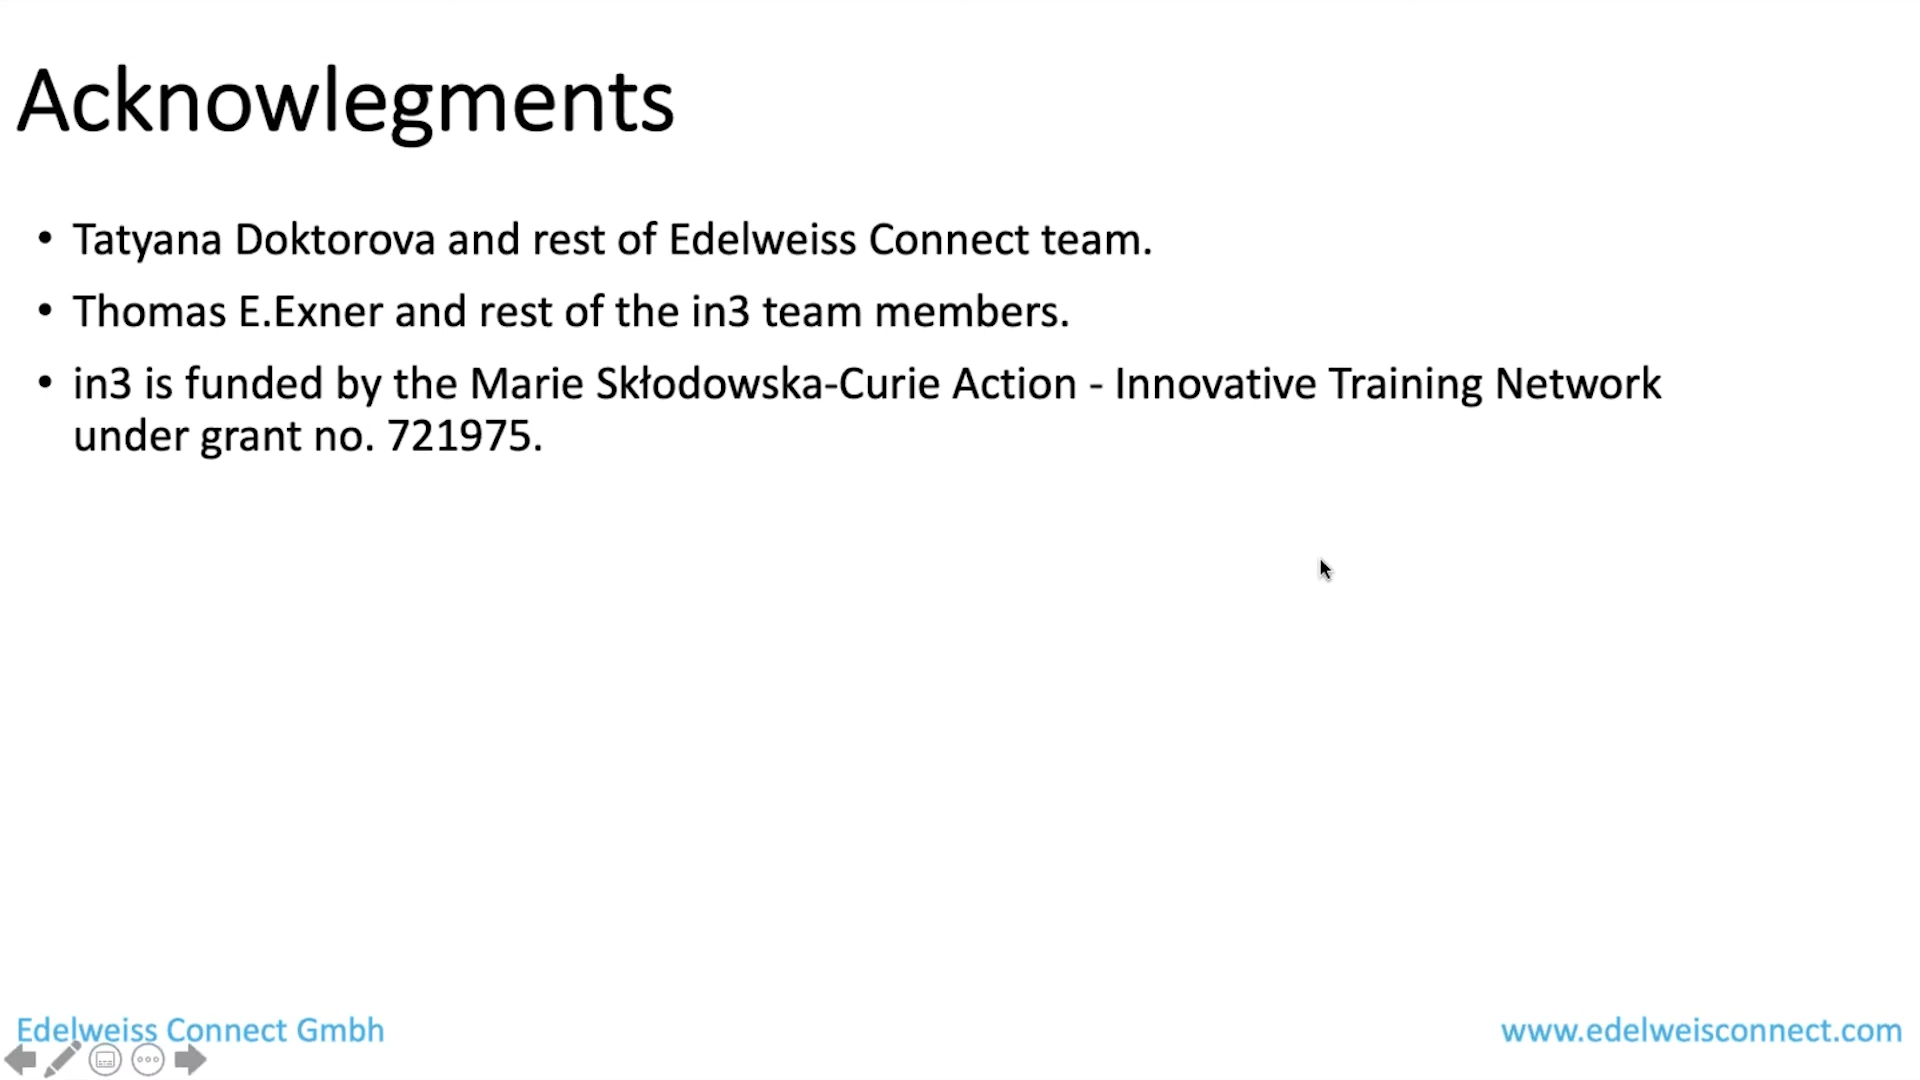 Acknowlegments
• Tatyana Doktorova and rest of Edelweiss Connect team.
• Thomas E.Exner and rest of the in3 team members.
• in3 is funded by the Marie Skłodowska-Curie Action - Innovative Training Network
under grant no. 721975.
Edelweiss Connect Gmbh
www.edelweisconnect.com